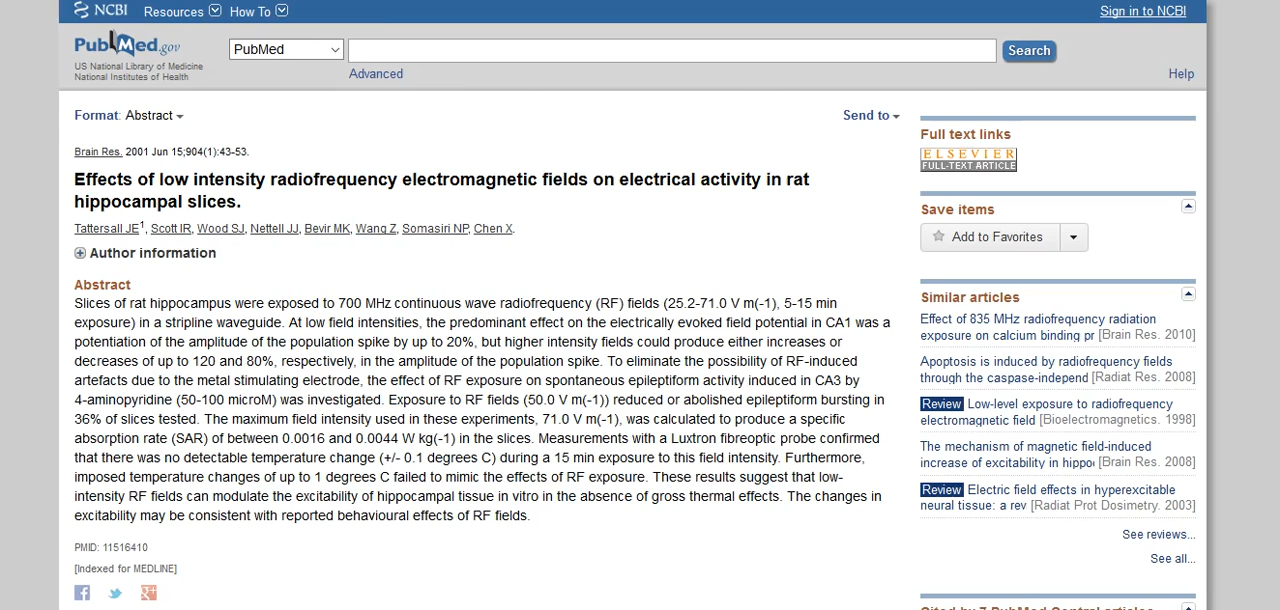 NCBI Resources How To Sign in to NCBI
PubMed.gov
US National Library of Medicine
National Institutes of Health
PubMed
Search
Advanced
Help
Format: Abstract
Send to
Brain Res. 2001 Jun 15;904(1):43-53.
Effects of low intensity radiofrequency electromagnetic fields on electrical activity in rat
hippocampal slices.
Tattersall JE1, Scott IR, Wood SJ, Nettell JJ, Bevir MK, Wang Z, Somasiri NP, Chen X.
Author information
Abstract
Slices of rat hippocampus were exposed to 700 MHz continuous wave radiofrequency (RF) fields (25.2-71.0 V m(-1), 5-15 min
exposure) in a stripline waveguide. At low field intensities, the predominant effect on the electrically evoked field potential in CA1 was a
potentiation of the amplitude of the population spike by up to 20%, but higher intensity fields could produce either increases or
decreases of up to 120 and 80%, respectively, in the amplitude of the population spike. To eliminate the possibility of RF-induced
artefacts due to the metal stimulating electrode, the effect of RF exposure on spontaneous epileptiform activity induced in CA3 by
4-aminopyridine (50-100 microM) was investigated. Exposure to RF fields (50.0 V m(-1)) reduced or abolished epileptiform bursting in
36% of slices tested. The maximum field intensity used in these experiments, 71.0 V m(-1), was calculated to produce a specific
absorption rate (SAR) of between 0.0016 and 0.0044 W kg(-1) in the slices. Measurements with a Luxtron fibreoptic probe confirmed
that there was no detectable temperature change (+/- 0.1 degrees C) during a 15 min exposure to this field intensity. Furthermore,
imposed temperature changes of up to 1 degrees C failed to mimic the effects of RF exposure. These results suggest that low-
intensity RF fields can modulate the excitability of hippocampal tissue in vitro in the absence of gross thermal effects. The changes in
excitability may be consistent with reported behavioural effects of RF fields.
PMID: 11516410
[Indexed for MEDLINE]
Full text links
ELSEVIER
FULL-TEXT ARTICLE
Save items
Add to Favorites
Similar articles
Effect of 835 MHz radiofrequency radiation
exposure on calcium binding pr [Brain Res. 2010]
Apoptosis is induced by radiofrequency fields
through the caspase-independ [Radiat Res. 2008]
Review Low-level exposure to radiofrequency
electromagnetic field [Bioelectromagnetics. 1998]
The mechanism of magnetic field-induced
increase of excitability in hippo [Brain Res. 2008]
Review Electric field effects in hyperexcitable
neural tissue: a rev [Radiat Prot Dosimetry. 2003]
See reviews...
See all...
Cited by 7 PubMed Central articles